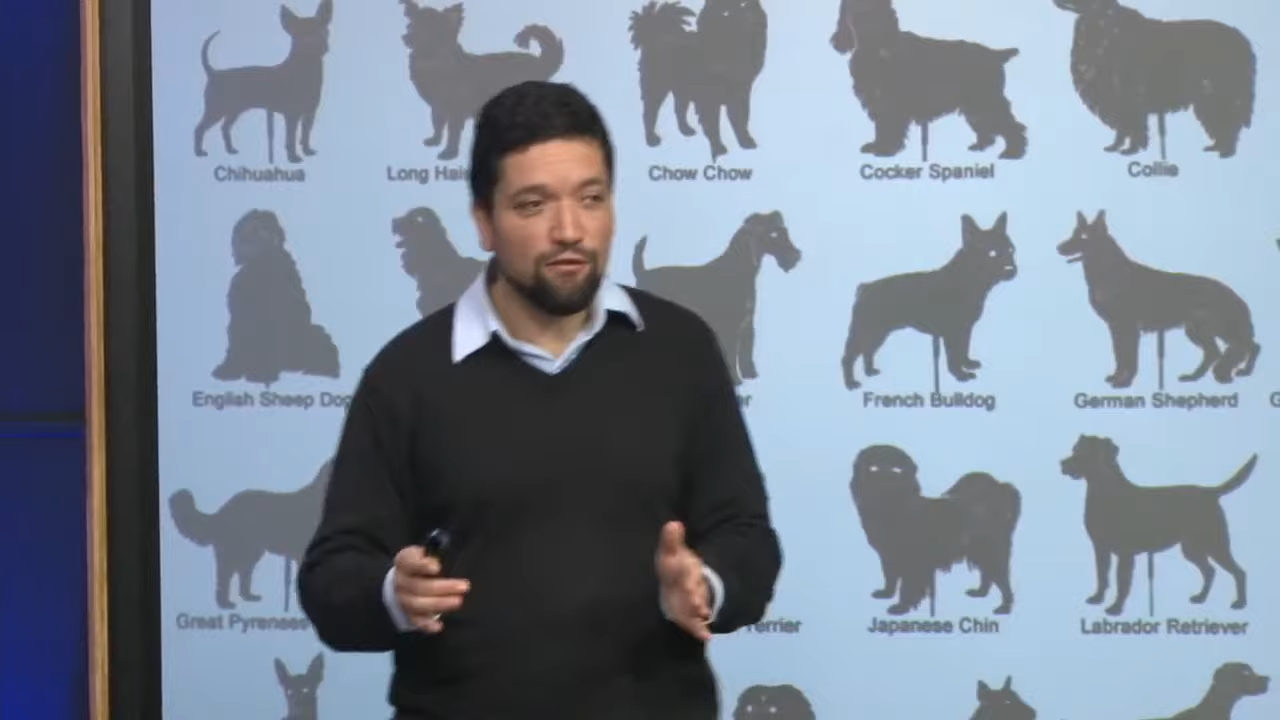 Chihuahua
Long Hai
Chow Chow
Cocker Spaniel
Collie
English Sheep Dog
French Bulldog
German Shepherd
Great Pyrenees
Terrier
Japanese Chin
Labrador Retriever